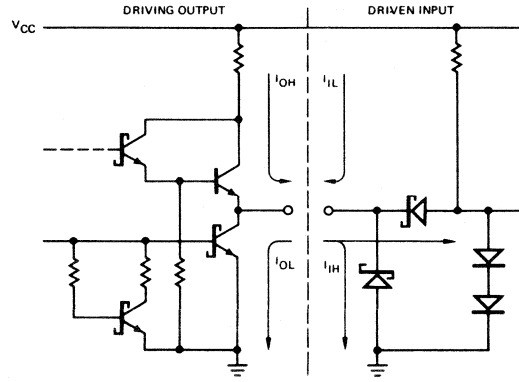 DRIVING OUTPUT
DRIVEN INPUT
VCC
IOH
IIL
IOL
IIH